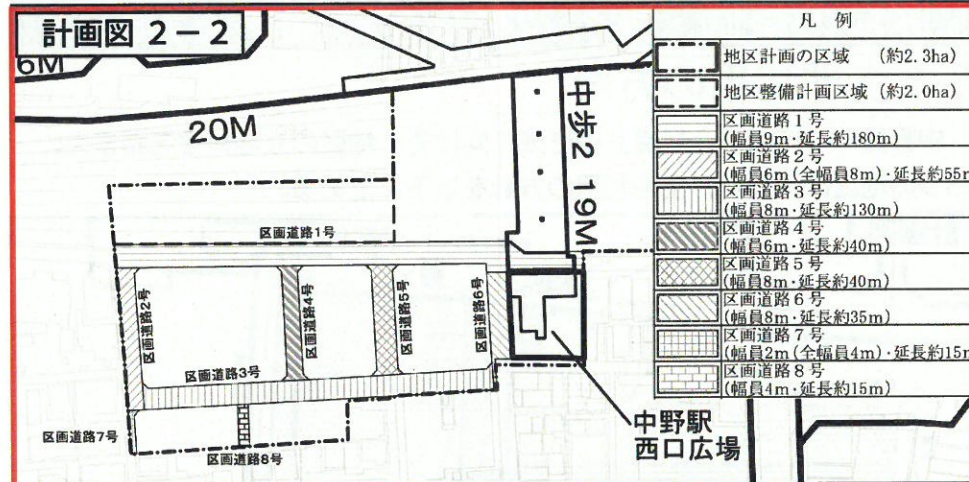 計画図 2-2
6M
20M
中歩2 19M
区画道路1号
区画道路2号
区画道路4号
区画道路5号
区画道路6号
区画道路3号
区画道路7号
区画道路8号
中野駅
西口広場
凡 例
地区計画の区域 (約2.3ha)
地区整備計画区域 (約2.0ha)
区画道路1号
(幅員9m・延長約180m)
区画道路2号
(幅員6m(全幅員8m)・延長約55m
区画道路3号
(幅員8m・延長約130m)
区画道路4号
(幅員6m・延長約40m)
区画道路5号
(幅員8m・延長約40m)
区画道路6号
(幅員8m・延長約35m)
区画道路7号
(幅員2m(全幅員4m)・延長約15m
区画道路8号
(幅員4m・延長約15m)